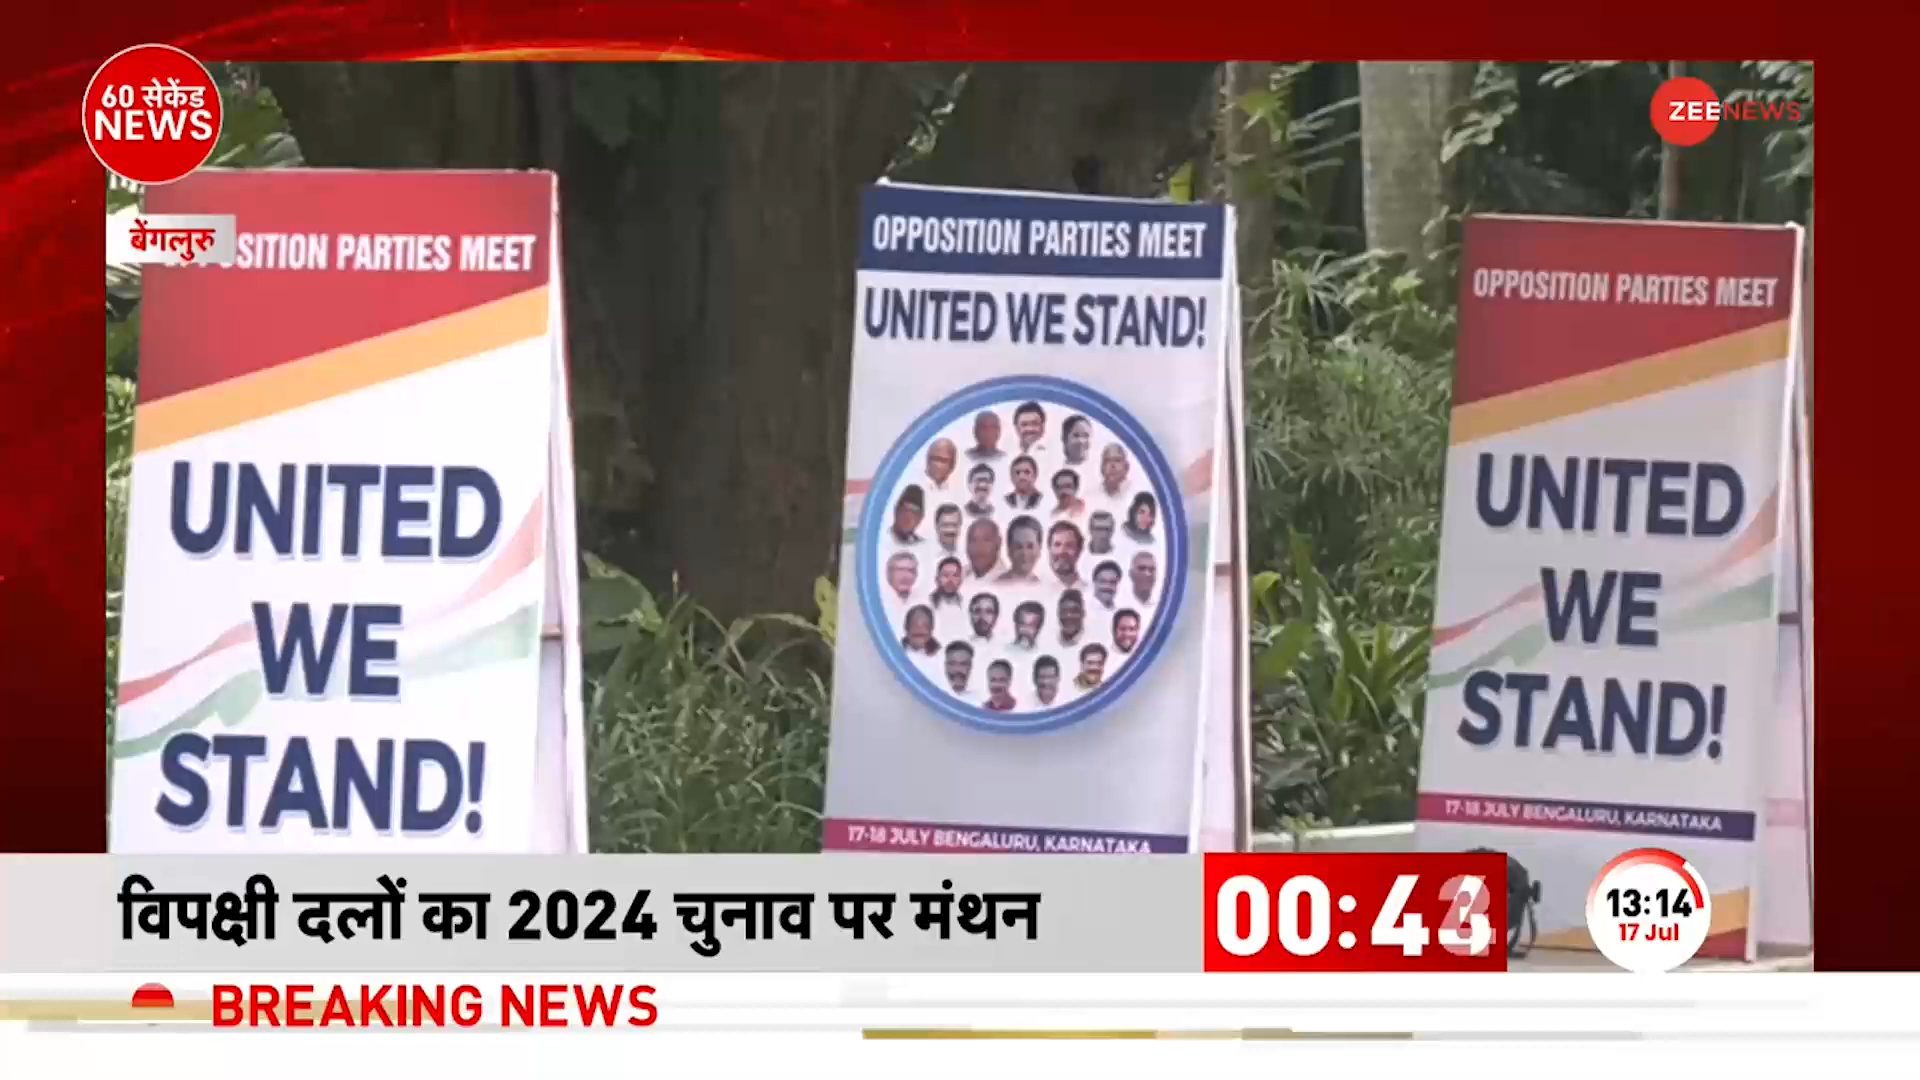 60 सेकेंड
NEWS
ZEENEWS
बेंगलुरु
SITION PARTIES MEET
UNITED
WE
STAND!
OPPOSITION PARTIES MEET
UNITED WE STAND!
17-18 JULY BENGALURU, KARNATAKA
OPPOSITION PARTIES MEET
UNITED
WE
STAND!
17-18 JULY BENGALURU, KARNATAKA
विपक्षी दलों का 2024 चुनाव पर मंथन
00:4
13:14
17 Jul
BREAKING NEWS